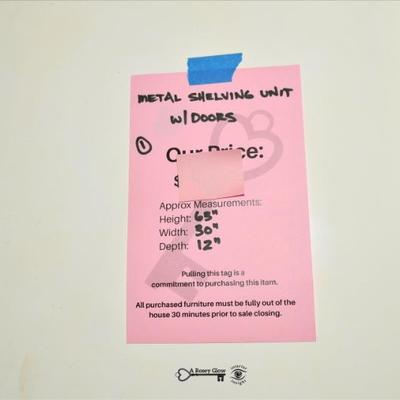 METAL SHELVING UNIT
W/DOORS
1
Our Price:
$
Approx Measurements:
Height: 65"
Width: 30"
Depth: 12"
Pulling this tag is a
commitment to purchasing this item.
All purchased furniture must be fully out of the
house 30 minutes prior to sale closing.
A Rosey Glow
interior insight